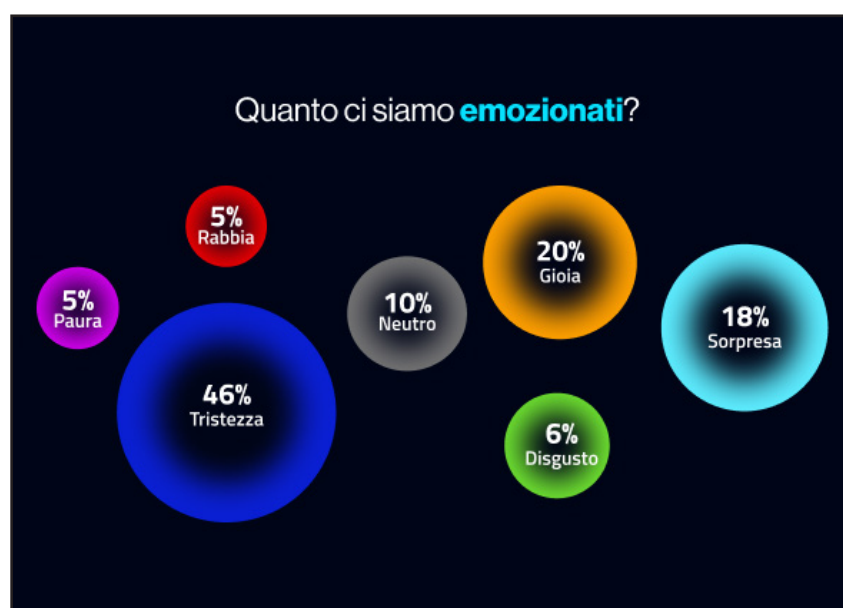 Quanto ci siamo emozionati?
5%
Rabbia
5%
Paura
46%
Tristezza
10%
Neutro
20%
Gioia
18%
Sorpresa
6%
Disgusto